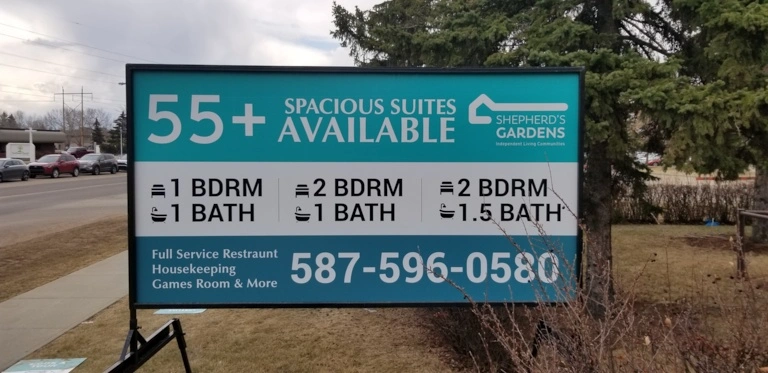 55+
SPACIOUS SUITES
AVAILABLE
SHEPHERD'S
GARDENS
Independent Living Communities
1 BDRM
1 BATH
2 BDRM
1 BATH
2 BDRM
1.5 BATH
Full Service Restraunt
Housekeeping
Games Room & More
587-596-0580